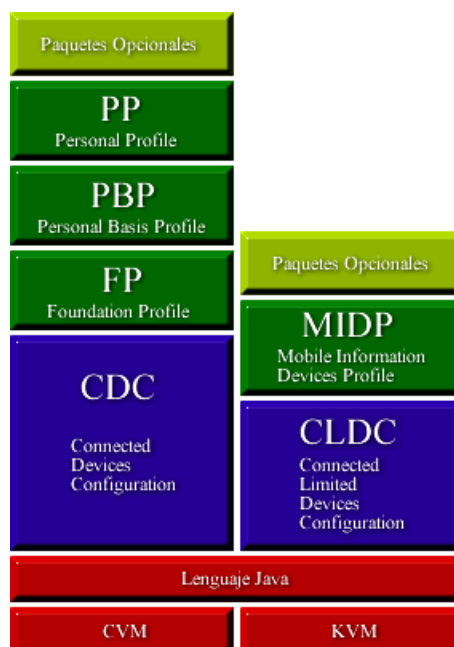 Paquetes Opcionales
PP
Personal Profile
PBP
Personal Basis Profile
FP
Foundation Profile
CDC
Connected
Devices
Configuration
Paquetes Opcionales
MIDP
Mobile Information
Devices Profile
CLDC
Connected
Limited
Devices
Configuration
Lenguaje Java
CVM
KVM